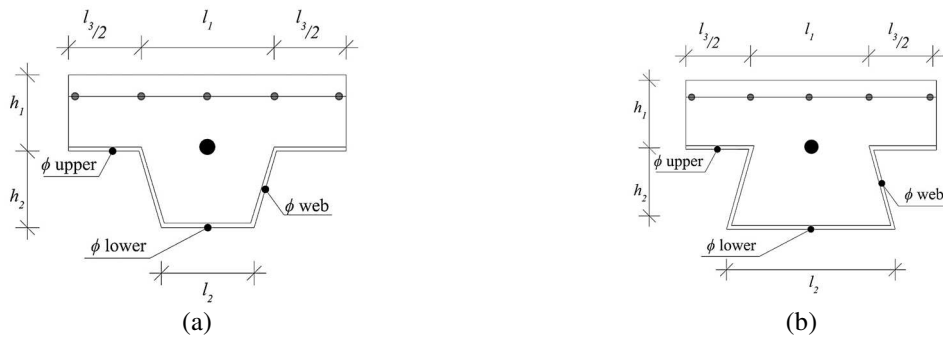 l3/2 l1 l3/2
h1
ϕ upper
h2
ϕ web
ϕ lower
l2
(a)
l3/2 l1 l3/2
h1
ϕ upper
h2
ϕ web
ϕ lower
l2
(b)